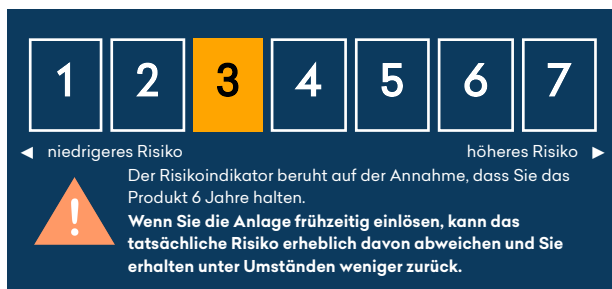 1 2 3 4 5 6 7
◄ niedrigeres Risiko höheres Risiko ►
Der Risikoindikator beruht auf der Annahme, dass Sie das
Produkt 6 Jahre halten.
Wenn Sie die Anlage frühzeitig einlösen, kann das
tatsächliche Risiko erheblich davon abweichen und Sie
erhalten unter Umständen weniger zurück.